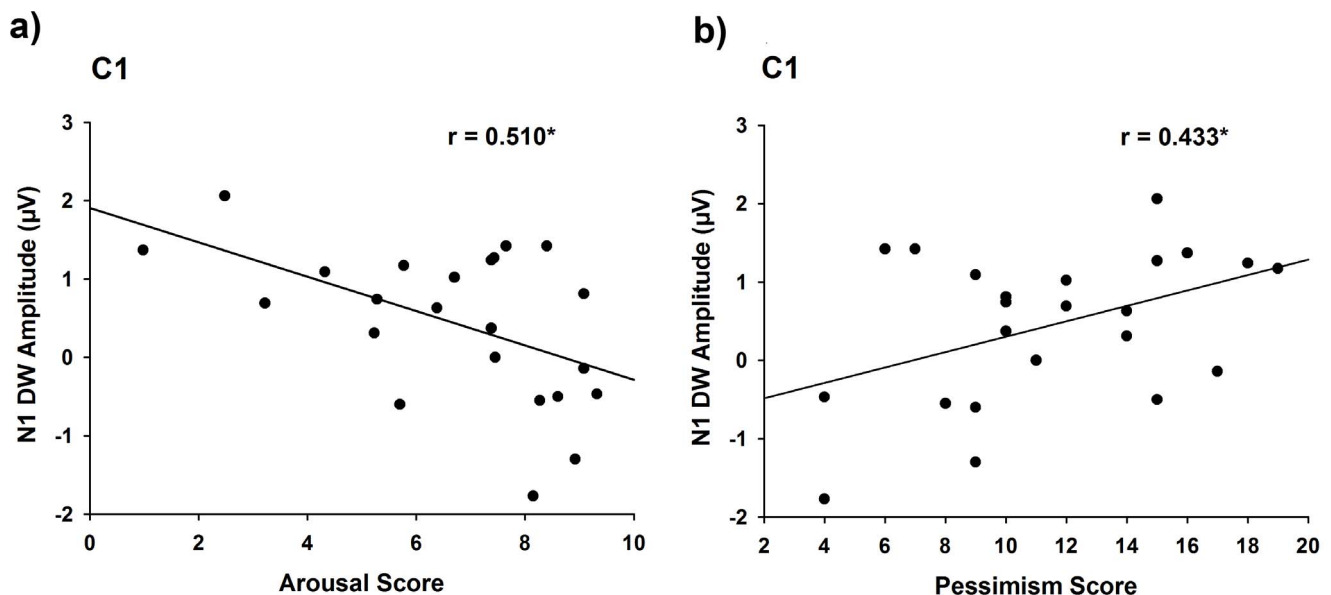 a)
C1
r = 0.510*
3
2
1
0
-1
-2
N1 DW Amplitude (µV)
0 2 4 6 8 10
Arousal Score
b)
C1
r = 0.433*
3
2
1
0
-1
-2
N1 DW Amplitude (µV)
2 4 6 8 10 12 14 16 18 20
Pessimism Score